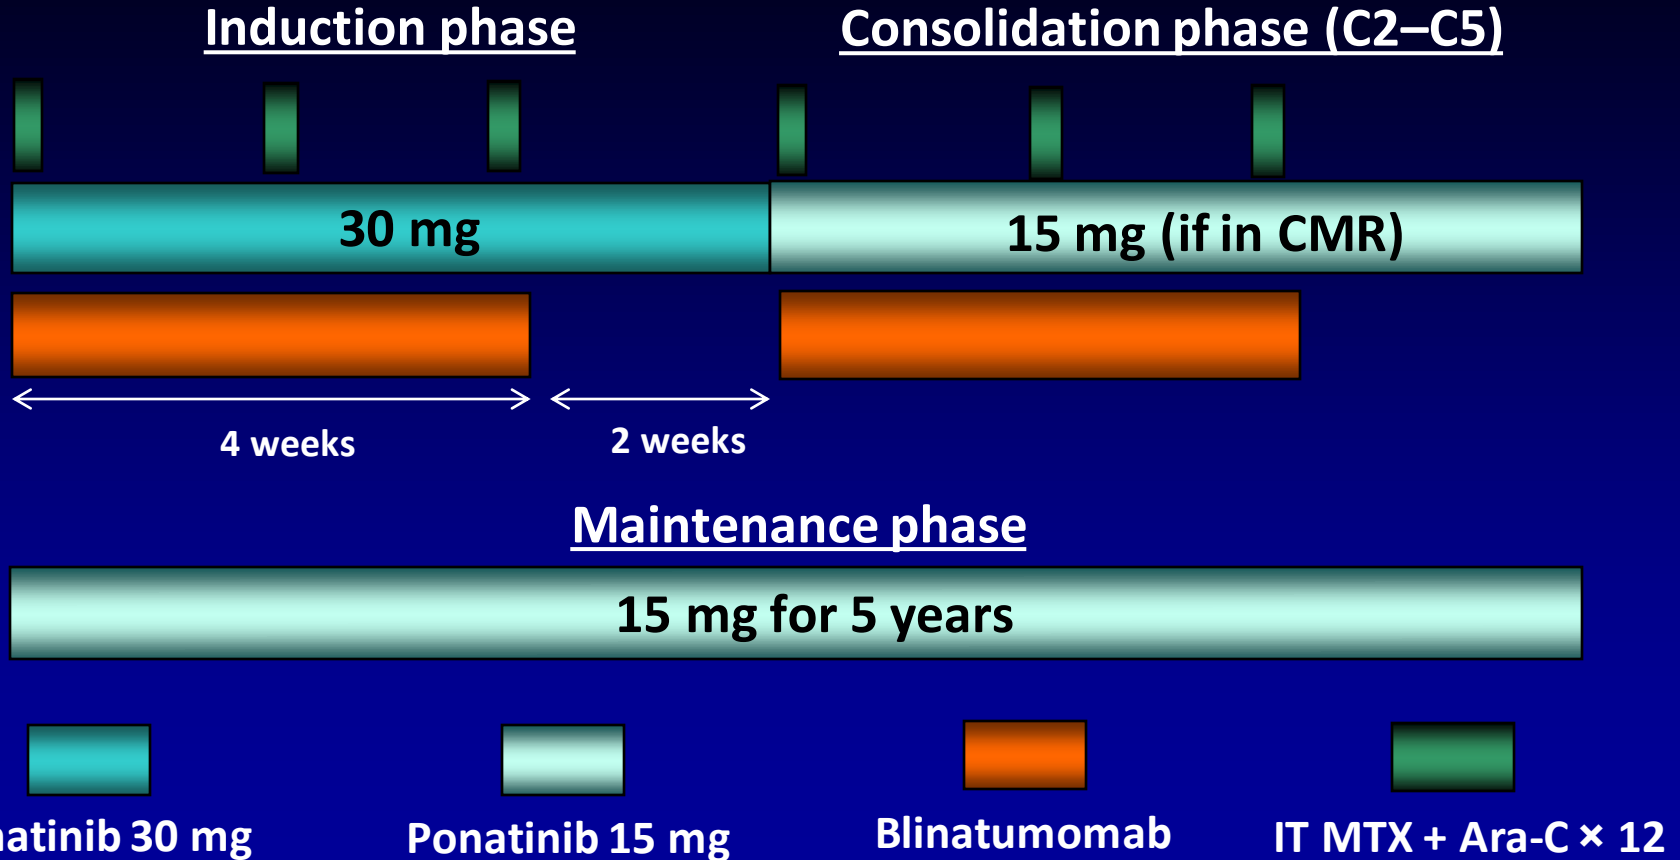 Induction phase
Consolidation phase (C2–C5)
30 mg
15 mg (if in CMR)
4 weeks
2 weeks
Maintenance phase
15 mg for 5 years
natinib 30 mg
Ponatinib 15 mg
Blinatumomab
IT MTX + Ara-C × 12